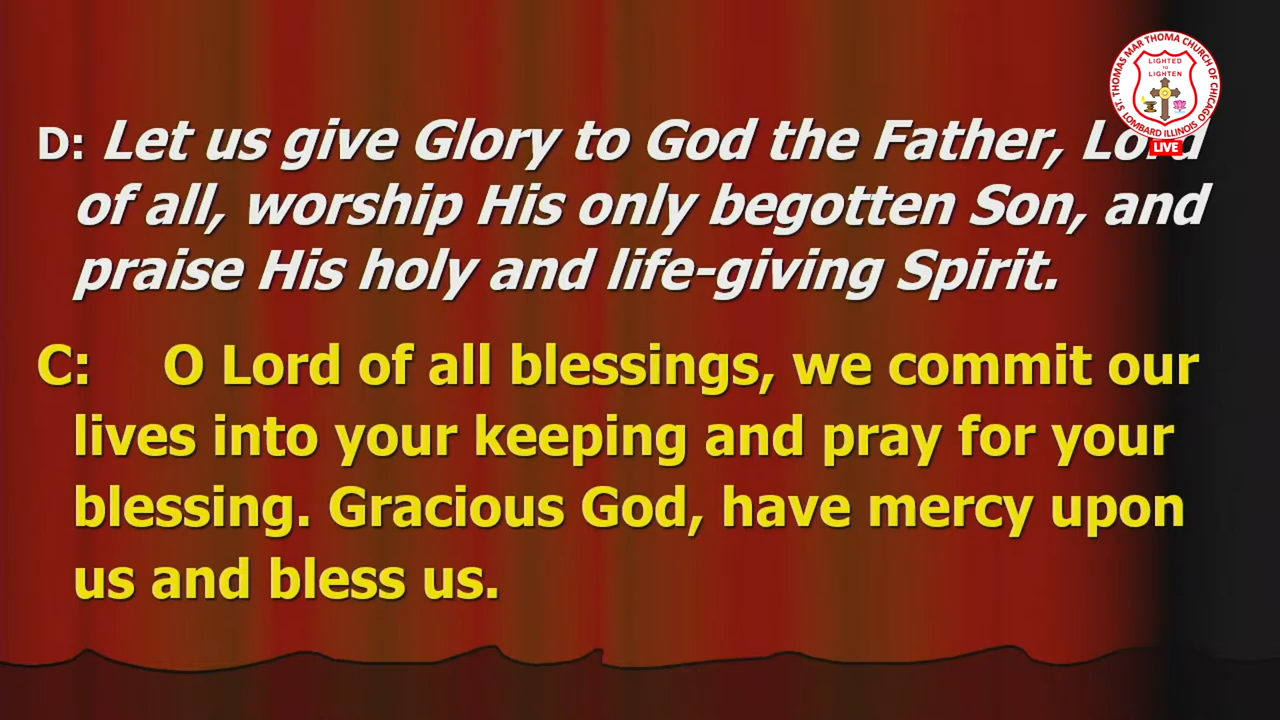 ST. THOMAS MAR THOMA CHURCH OF CHICAGO
LIGHTED
TO
LIGHTEN
LOMBARD ILLINOIS
LIVE
D: Let us give Glory to God the Father, Lord
of all, worship His only begotten Son, and
praise His holy and life-giving Spirit.
C: O Lord of all blessings, we commit our
lives into your keeping and pray for your
blessing. Gracious God, have mercy upon
us and bless us.